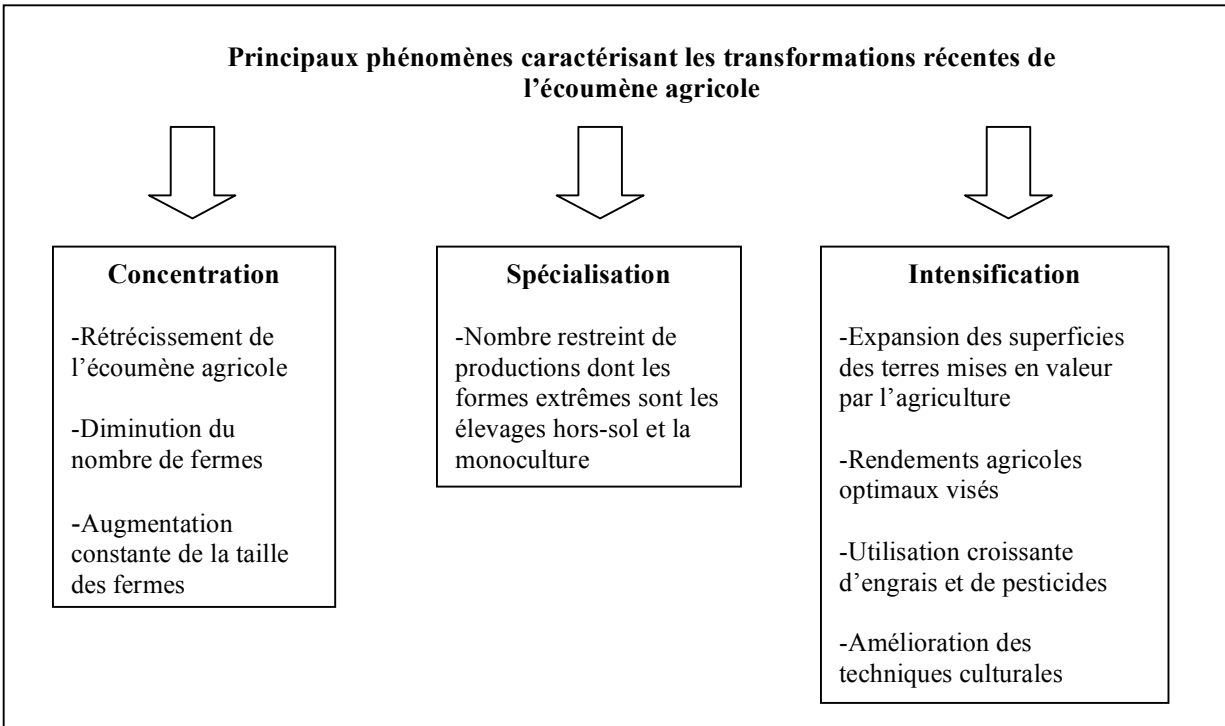 Principaux phénomènes caractérisant les transformations récentes de
l'écoumène agricole
Concentration
-Rétrécissement de
l'écoumène agricole
-Diminution du
nombre de fermes
-Augmentation
constante de la taille
des fermes
Spécialisation
-Nombre restreint de
productions dont les
formes extrêmes sont les
élevages hors-sol et la
monoculture
Intensification
-Expansion des superficies
des terres mises en valeur
par l'agriculture
-Rendements agricoles
optimaux visés
-Utilisation croissante
d'engrais et de pesticides
-Amélioration des
techniques culturales